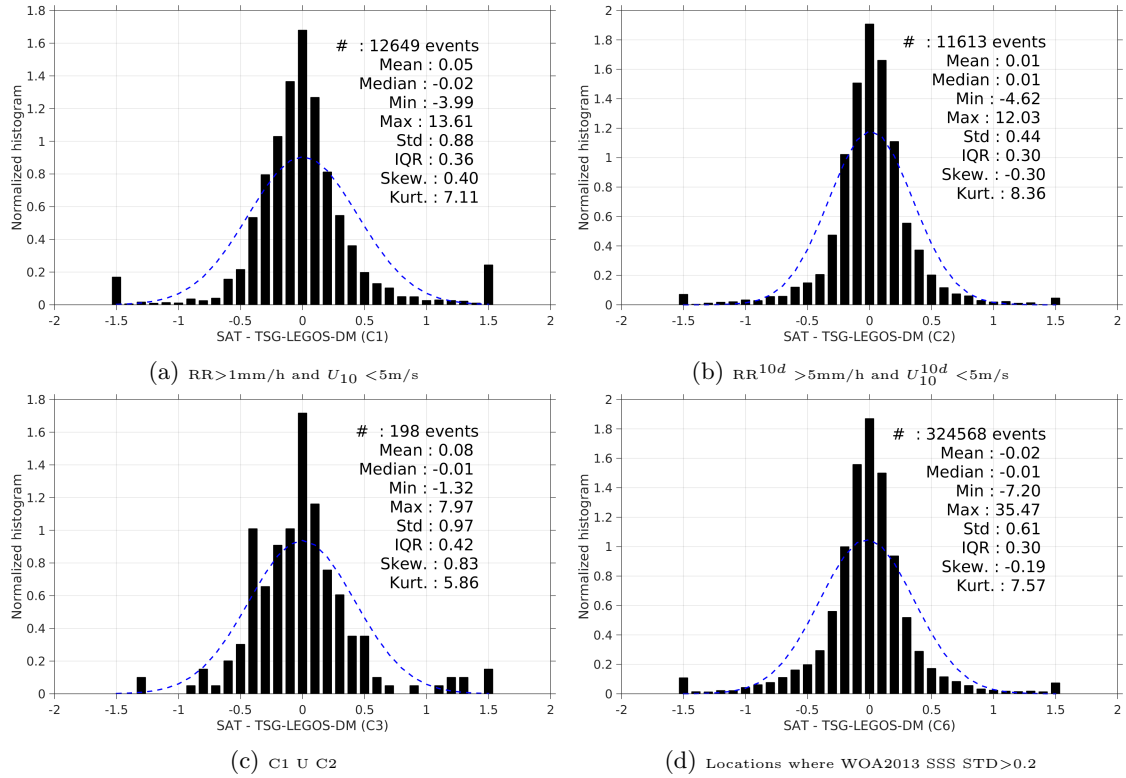 Normalized histogram
1.8
1.6
1.4
1.2
1
0.8
0.6
0.4
0.2
0
# : 12649 events
Mean : 0.05
Median : -0.02
Min : -3.99
Max : 13.61
Std : 0.88
IQR : 0.36
Skew. : 0.40
Kurt. : 7.11
-2 -1.5 -1 -0.5 0 0.5 1 1.5 2
SAT - TSG-LEGOS-DM (C1)
(a) RR>1mm/h and U10 <5m/s
Normalized histogram
2
1.8
1.6
1.4
1.2
1
0.8
0.6
0.4
0.2
0
# : 11613 events
Mean : 0.01
Median : 0.01
Min : -4.62
Max : 12.03
Std : 0.44
IQR : 0.30
Skew. : -0.30
Kurt. : 8.36
-2 -1.5 -1 -0.5 0 0.5 1 1.5 2
SAT - TSG-LEGOS-DM (C2)
(b) RR10d >5mm/h and U10d10 <5m/s
Normalized histogram
1.8
1.6
1.4
1.2
1
0.8
0.6
0.4
0.2
0
# : 198 events
Mean : 0.08
Median : -0.01
Min : -1.32
Max : 7.97
Std : 0.97
IQR : 0.42
Skew. : 0.83
Kurt. : 5.86
-2 -1.5 -1 -0.5 0 0.5 1 1.5 2
SAT - TSG-LEGOS-DM (C3)
(c) C1 U C2
Normalized histogram
2
1.8
1.6
1.4
1.2
1
0.8
0.6
0.4
0.2
0
# : 324568 events
Mean : -0.02
Median : -0.01
Min : -7.20
Max : 35.47
Std : 0.61
IQR : 0.30
Skew. : -0.19
Kurt. : 7.57
-2 -1.5 -1 -0.5 0 0.5 1 1.5 2
SAT - TSG-LEGOS-DM (C6)
(d) Locations where WOA2013 SSS STD>0.2